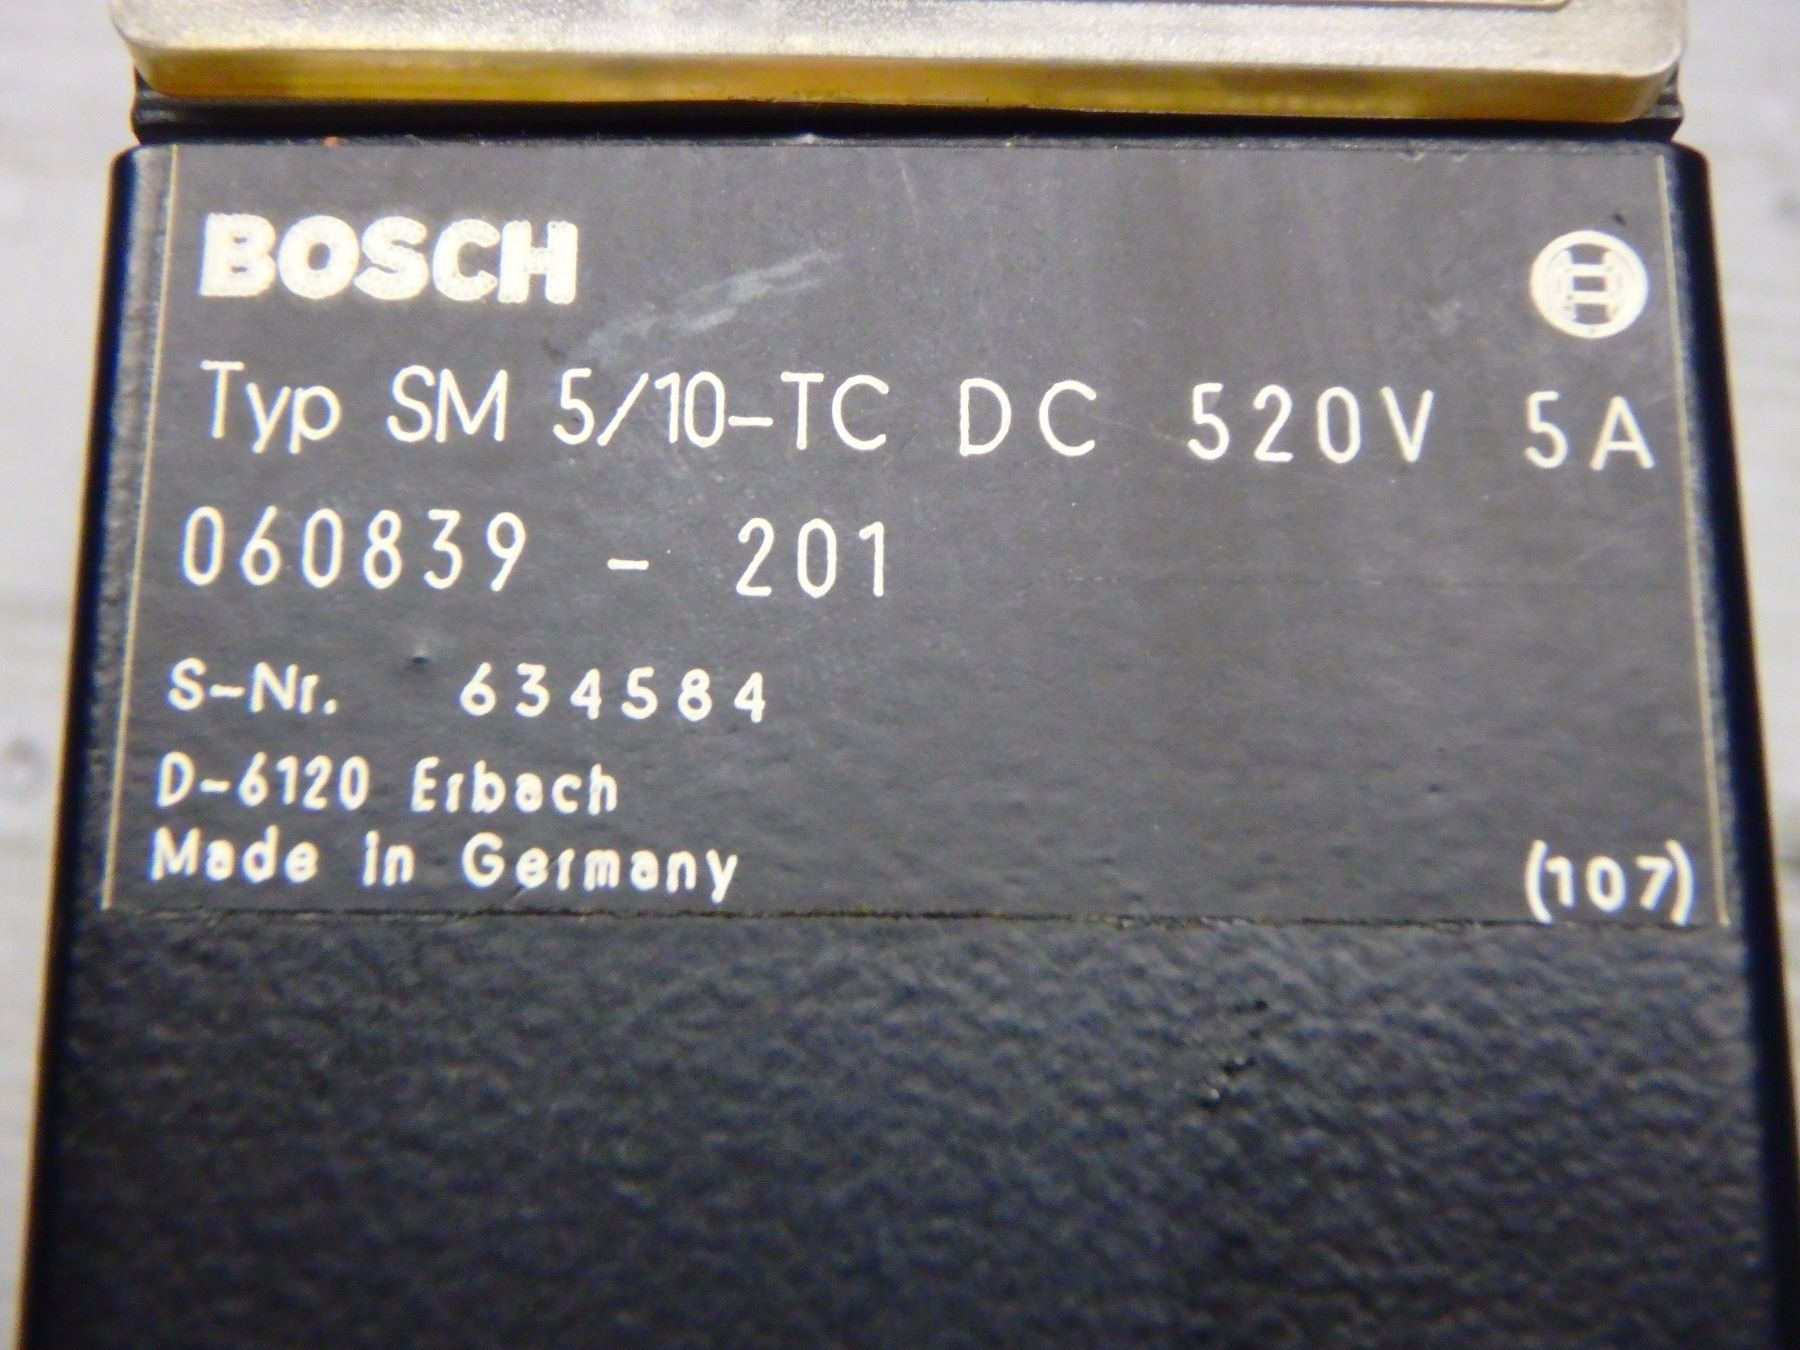 BOSCH
Typ SM 5/10-TC DC 520V 5A
060839 - 201
S-Nr. 634584
D-6120 Erbach
Made in Germany
(107)